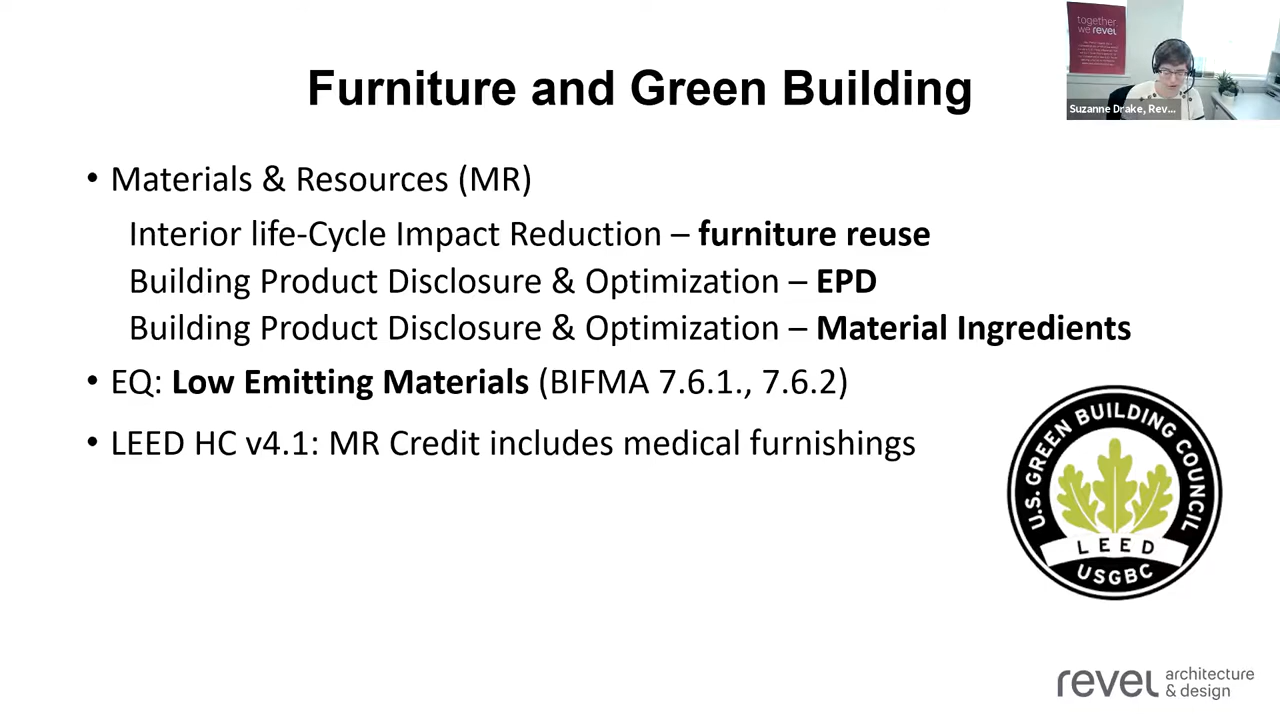 together.
we revel
Suzanne Drake, Rev...
Furniture and Green Building
• Materials & Resources (MR)
Interior life-Cycle Impact Reduction – furniture reuse
Building Product Disclosure & Optimization – EPD
Building Product Disclosure & Optimization – Material Ingredients
• EQ: Low Emitting Materials (BIFMA 7.6.1., 7.6.2)
• LEED HC v4.1: MR Credit includes medical furnishings
U.S. GREEN BUILDING COUNCIL
LEED
USGBC
revel architecture
& design